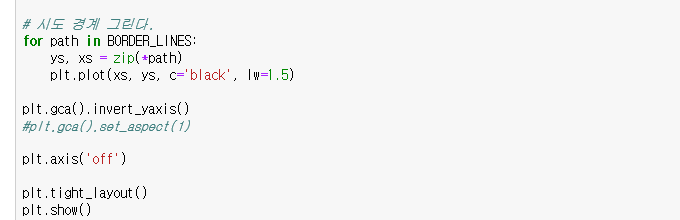 # 시도 경계 그린다.
for path in BORDER_LINES:
    ys, xs = zip(*path)
    plt.plot(xs, ys, c='black', lw=1.5)
plt.gca().invert_yaxis()
#plt.gca().set_aspect(1)
plt.axis('off')
plt.tight_layout()
plt.show()